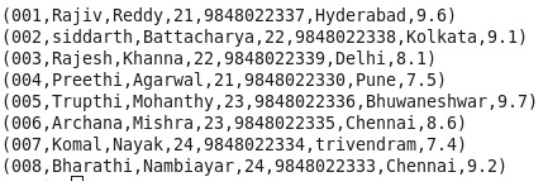 (001,Rajiv,Reddy,21,9848022337,Hyderabad,9.6)
(002,siddarth,Battacharya,22,9848022338,Kolkata,9.1)
(003,Rajesh,Khanna,22,9848022339,Delhi,8.1)
(004,Preethi,Agarwal,21,9848022330,Pune,7.5)
(005,Trupthi,Mohanthy,23,9848022336,Bhuwaneshwar,9.7)
(006,Archana,Mishra,23,9848022335,Chennai,8.6)
(007,Komal,Nayak,24,9848022334,trivendram,7.4)
(008,Bharathi,Nambiayar,24,9848022333,Chennai,9.2)